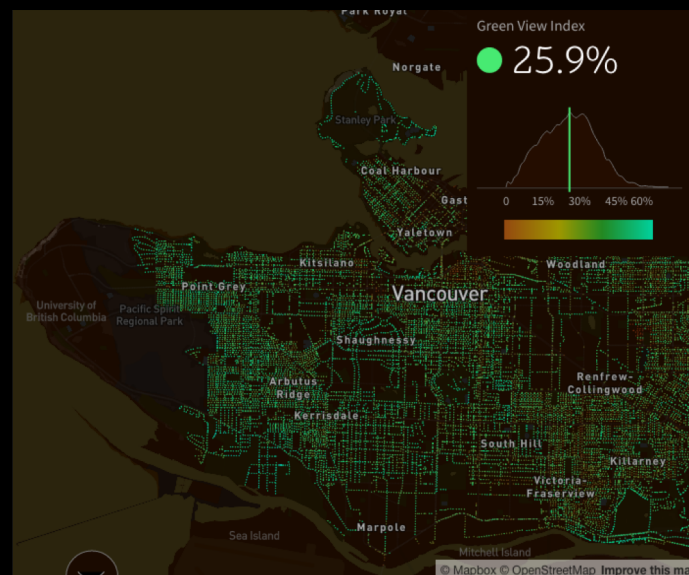 Park Royal
Green View Index
25.9%
Norgate
Stanley Park
Coal Harbour
Gast
0 15% 30% 45% 60%
Yaletown
Kitsilano
Woodland
Point Grey
Vancouver
University of
British Columbia
Pacific Spirit
Regional Park
Shaughnessy
Arbutus
Ridge
Renfrew-
Collingwood
Kerrisdale
South Hill
Killarney
Victoria-
Fraserview
Marpole
Sea Island
Mitchell Island
© Mapbox © OpenStreetMap Improve this ma